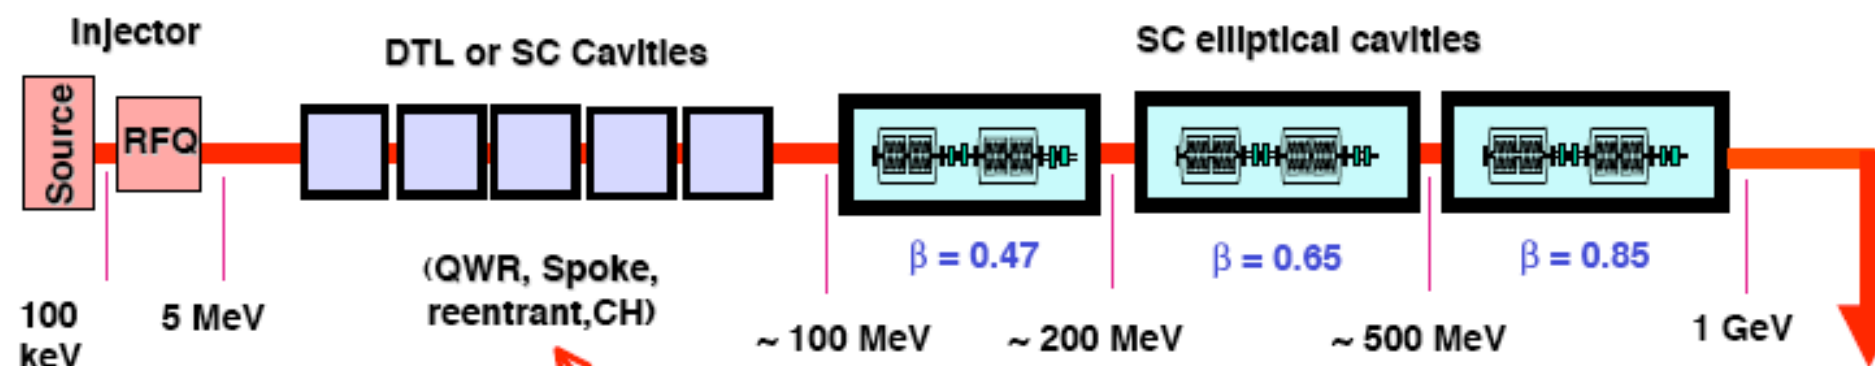 Injector
DTL or SC Cavities
SC elliptical cavities
Source
RFQ
(QWR, Spoke,
reentrant,CH)
β = 0.47
β = 0.65
β = 0.85
100
keV
5 MeV
~ 100 MeV
~ 200 MeV
~ 500 MeV
1 GeV